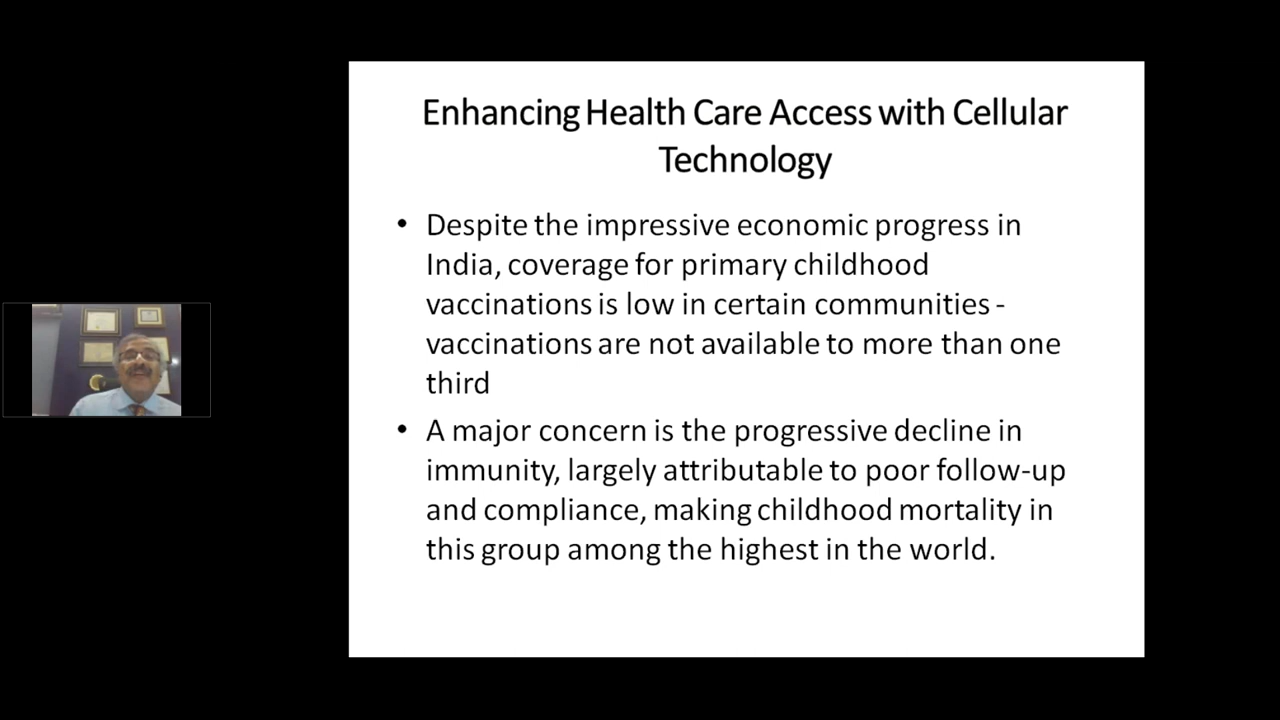 Enhancing Health Care Access with Cellular
Technology
• Despite the impressive economic progress in
India, coverage for primary childhood
vaccinations is low in certain communities -
vaccinations are not available to more than one
third
• A major concern is the progressive decline in
immunity, largely attributable to poor follow-up
and compliance, making childhood mortality in
this group among the highest in the world.